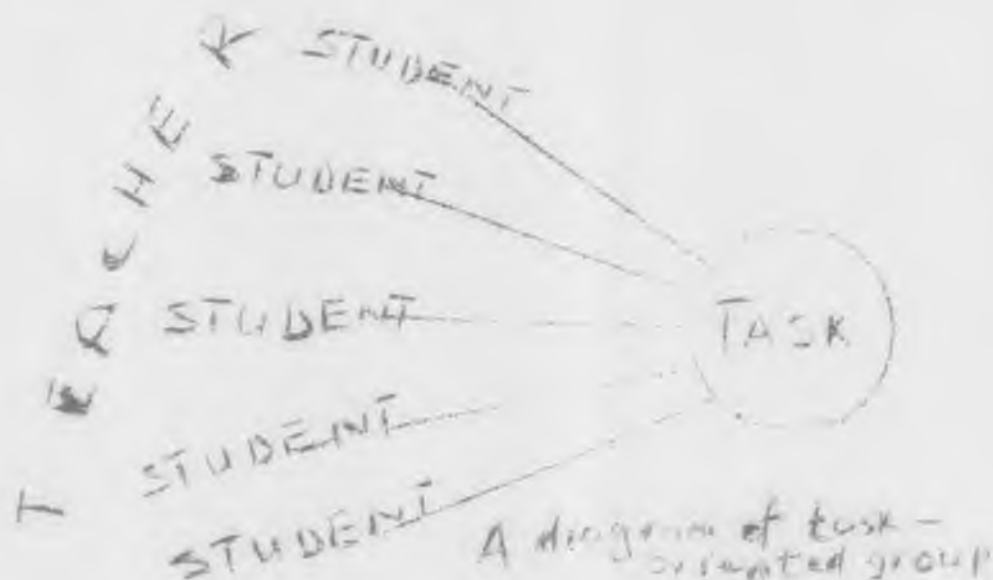 TEACHER
STUDENT
STUDENT
STUDENT
STUDENT
STUDENT
TASK
A diagram of task-
oriented group